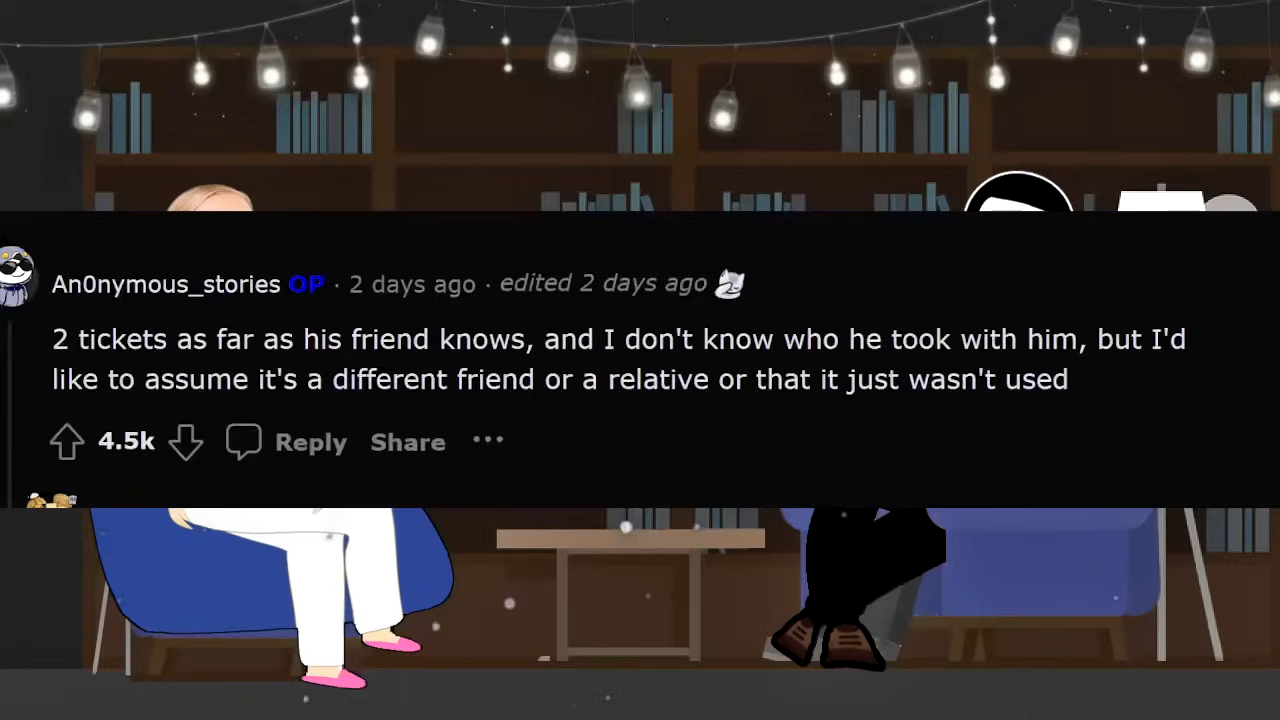 An0nymous_stories OP · 2 days ago · edited 2 days ago
2 tickets as far as his friend knows, and I don't know who he took with him, but I'd
like to assume it's a different friend or a relative or that it just wasn't used
4.5k Reply Share ···